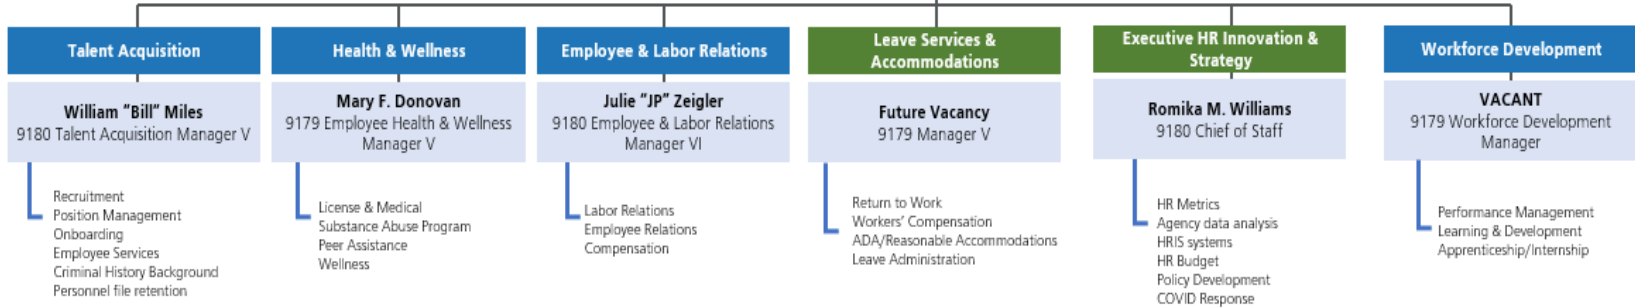 Talent Acquisition
William “Bill” Miles
9180 Talent Acquisition Manager V
Recruitment
Position Management
Onboarding
Employee Services
Criminal History Background
Personnel file retention
Health & Wellness
Mary F. Donovan
9179 Employee Health & Wellness
Manager V
License & Medical
Substance Abuse Program
Peer Assistance
Wellness
Employee & Labor Relations
Julie “JP” Zeigler
9180 Employee & Labor Relations
Manager VI
Labor Relations
Employee Relations
Compensation
Leave Services &
Accommodations
Future Vacancy
9179 Manager V
Return to Work
Workers’ Compensation
ADA/Reasonable Accommodations
Leave Administration
Executive HR Innovation &
Strategy
Romika M. Williams
9180 Chief of Staff
HR Metrics
Agency data analysis
HRIS systems
HR Budget
Policy Development
COVID Response
Workforce Development
VACANT
9179 Workforce Development
Manager
Performance Management
Learning & Development
Apprenticeship/Internship